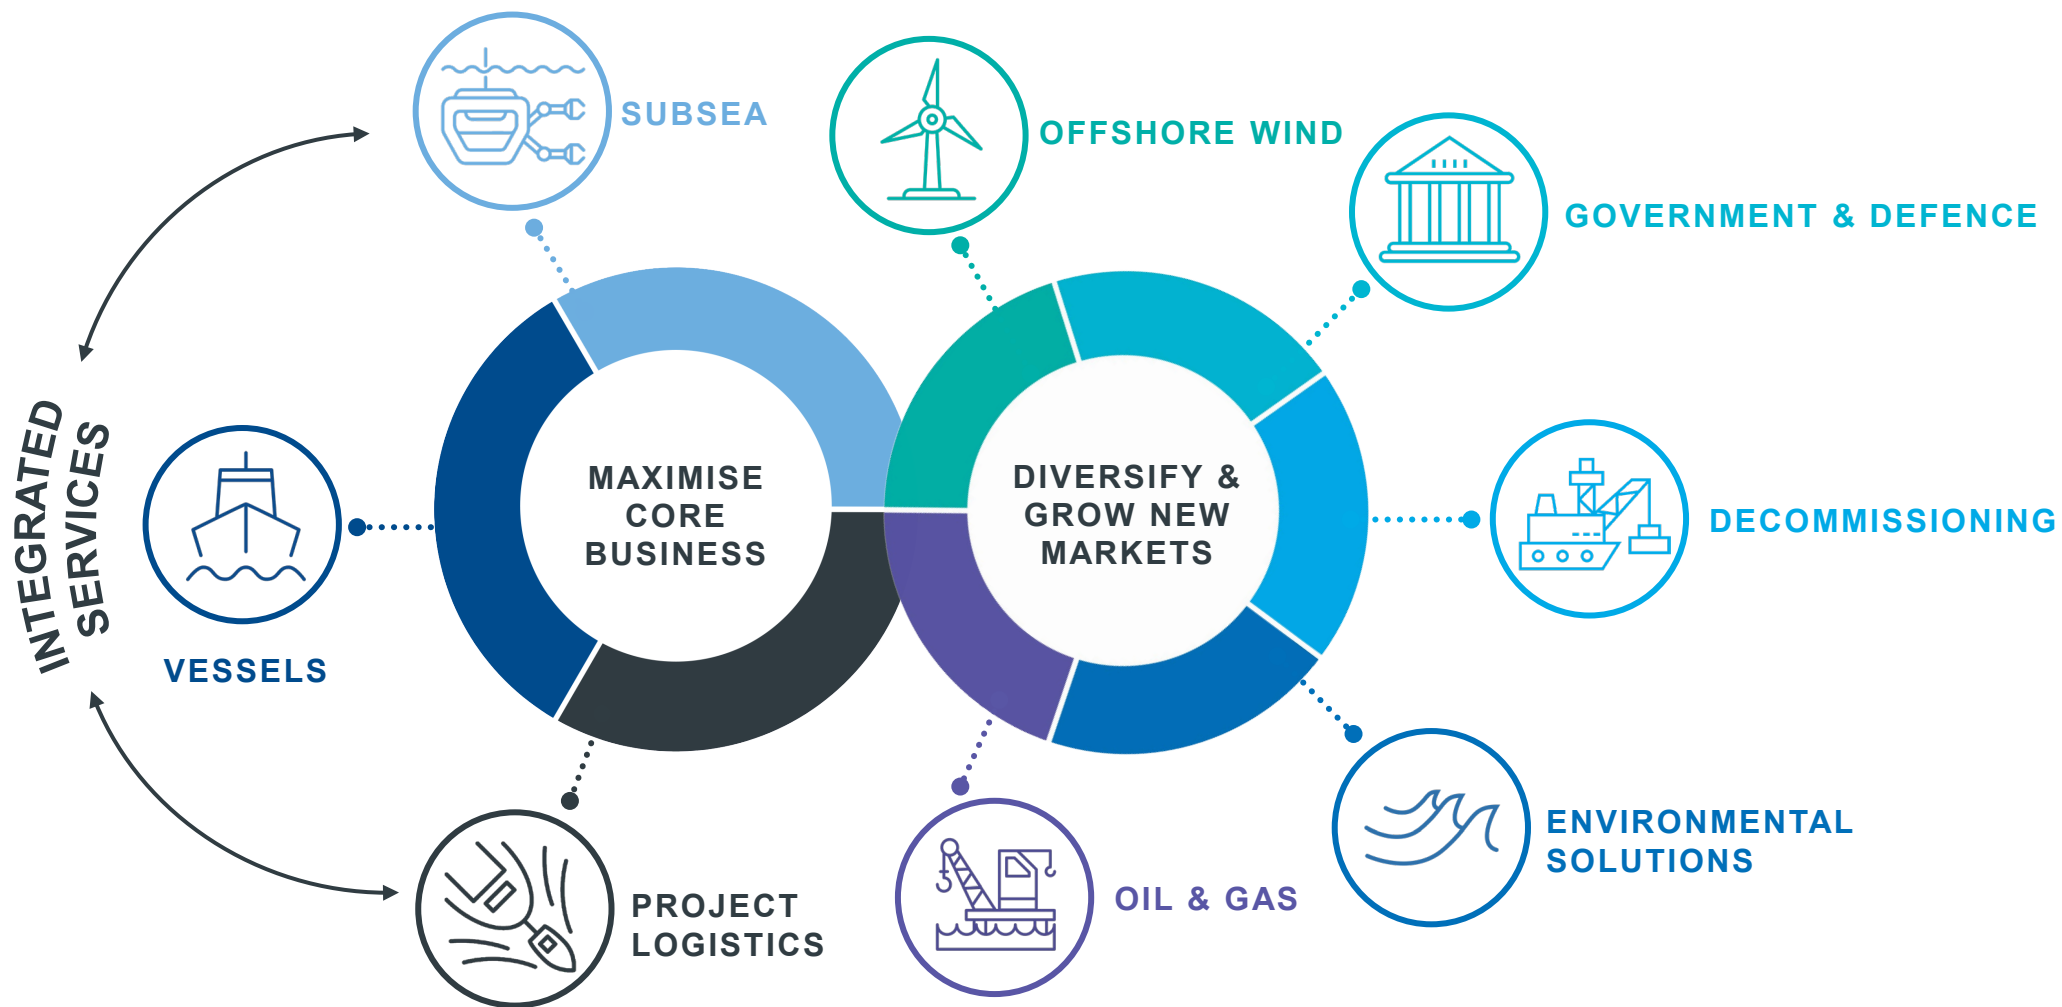 SUBSEA
OFFSHORE WIND
GOVERNMENT & DEFENCE
INTEGRATED
SERVICES
VESSELS
MAXIMISE
CORE
BUSINESS
DIVERSIFY &
GROW NEW
MARKETS
DECOMMISSIONING
ENVIRONMENTAL
SOLUTIONS
OIL & GAS
PROJECT
LOGISTICS